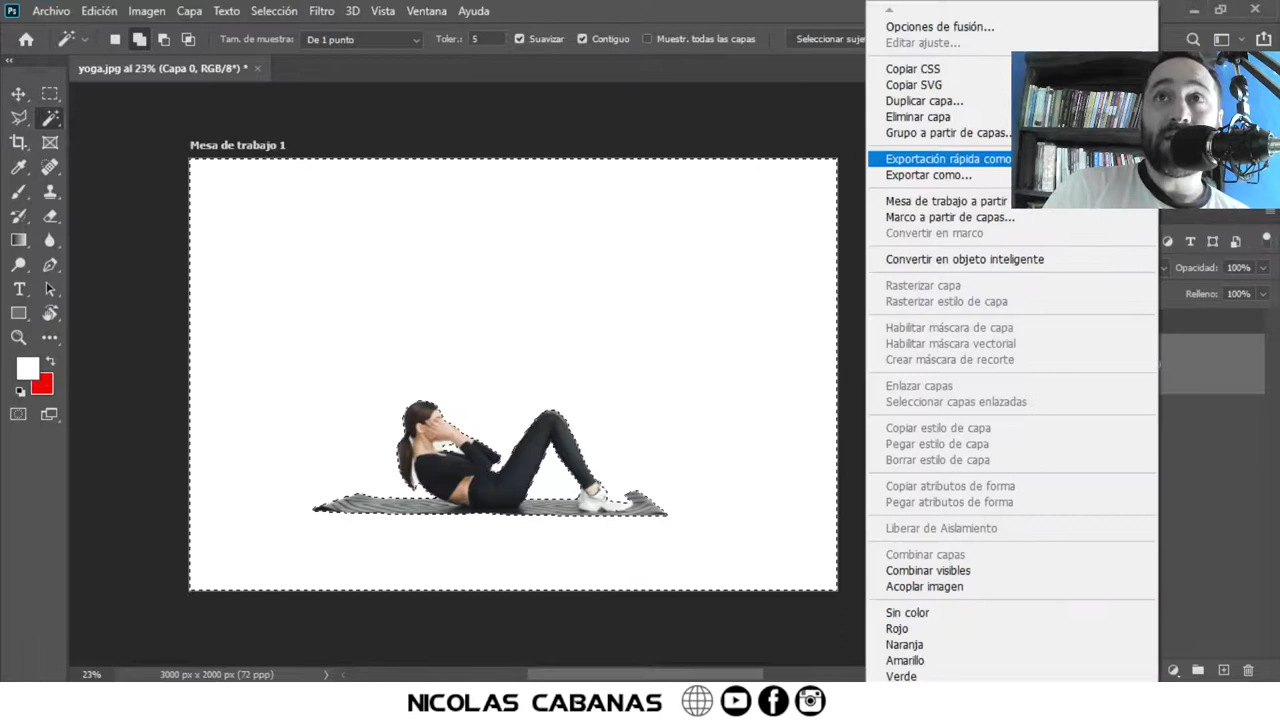 Ps Archivo Edición Imagen Capa Texto Selección Filtro 3D Vista Ventana Ayuda
Tam. de muestra: De 1 punto Toler.: 5 Suavizar Contiguo Muestr. todas las capas Seleccionar suje
yoga.jpg al 23% (Capa 0, RGB/8*) *
Mesa de trabajo 1
Opciones de fusión...
Editar ajuste...
Copiar CSS
Copiar SVG
Duplicar capa...
Eliminar capa
Grupo a partir de capas..
Exportación rápida como
Exportar como...
Mesa de trabajo a partir
Marco a partir de capas...
Convertir en marco
Convertir en objeto inteligente
Rasterizar capa
Rasterizar estilo de capa
Habilitar máscara de capa
Habilitar máscara vectorial
Crear máscara de recorte
Enlazar capas
Seleccionar capas enlazadas
Copiar estilo de capa
Pegar estilo de capa
Borrar estilo de capa
Copiar atributos de forma
Pegar atributos de forma
Liberar de Aislamiento
Combinar capas
Combinar visibles
Acoplar imagen
Sin color
Rojo
Naranja
Amarillo
Verde
Opacidad: 100%
Relleno: 100%
23% 3000 px x 2000 px (72 ppp)
NICOLAS CABANAS